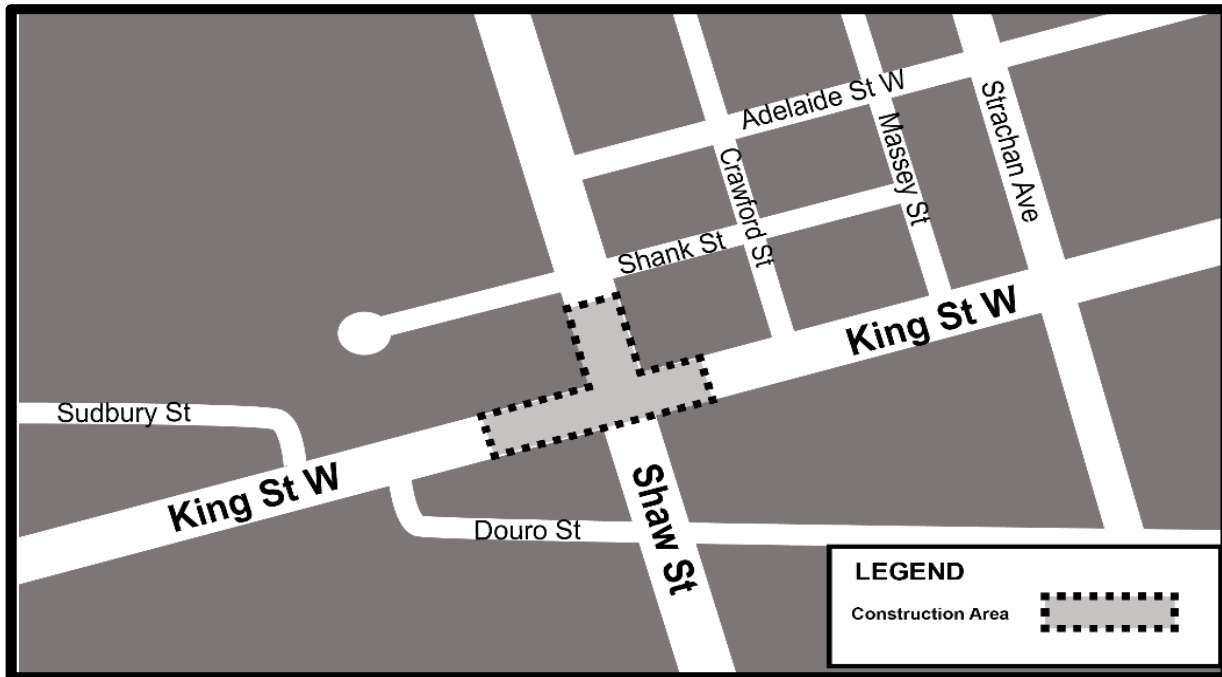 Adelaide St W
Massey St
Strachan Ave
Crawford St
Shank St
King St W
Sudbury St
King St W
Shaw St
Douro St
LEGEND
Construction Area